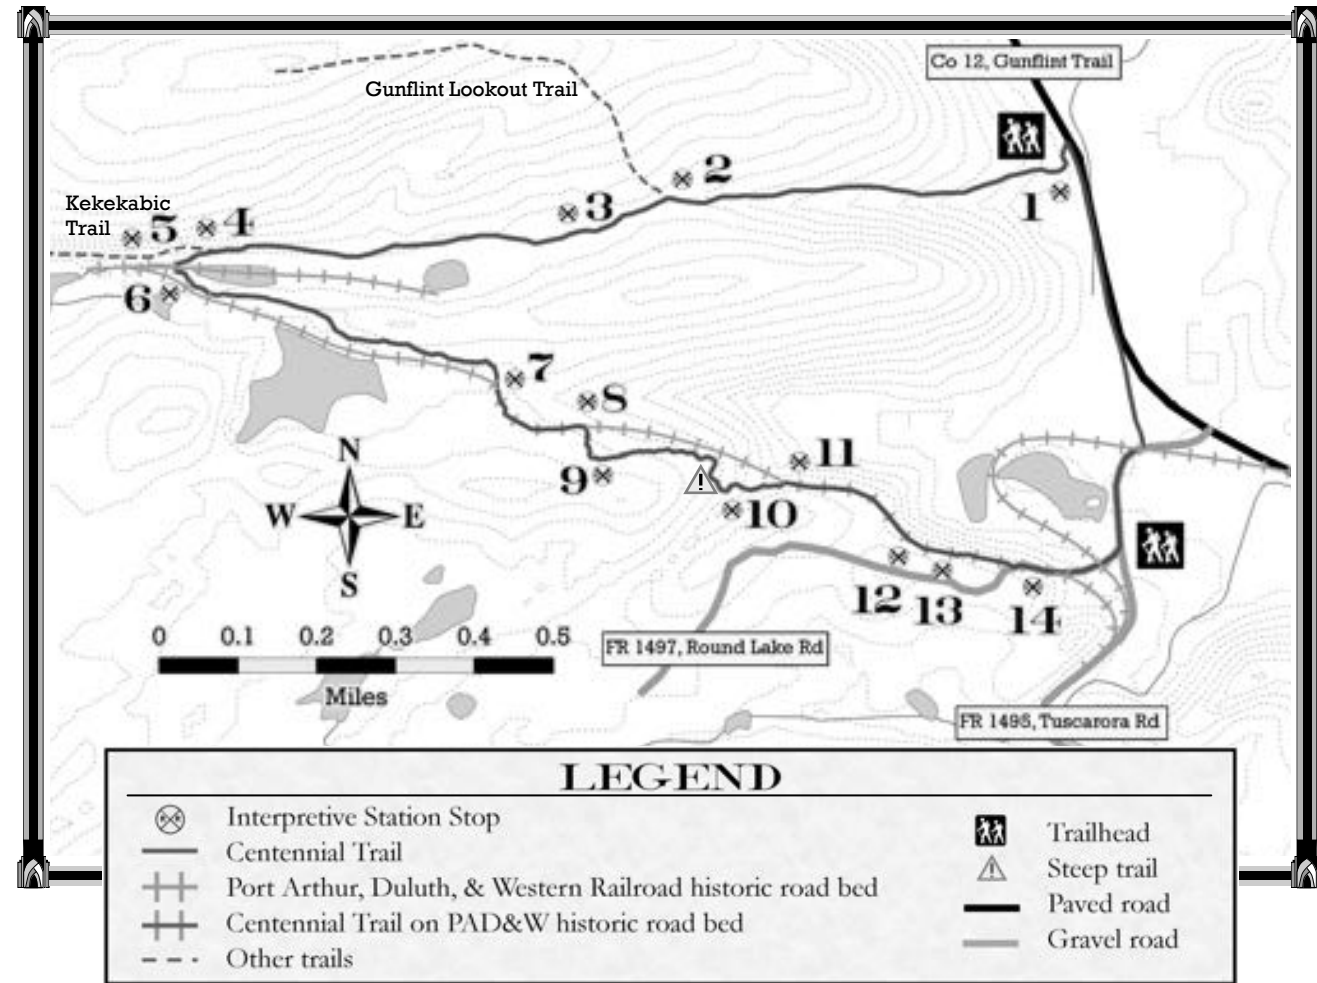 Co 12, Gunflint Trail
Gunflint Lookout Trail
2
Kekekabic
Trail
1
3
4
5
6
7
8
9
10
11
N
W E
S
12 13 14
0 0.1 0.2 0.3 0.4 0.5
Miles
FR 1497, Round Lake Rd
FR 1495, Tuscarora Rd
LEGEND
Interpretive Station Stop
Centennial Trail
Port Arthur, Duluth, & Western Railroad historic road bed
Centennial Trail on PAD&W historic road bed
Other trails
Trailhead
Steep trail
Paved road
Gravel road